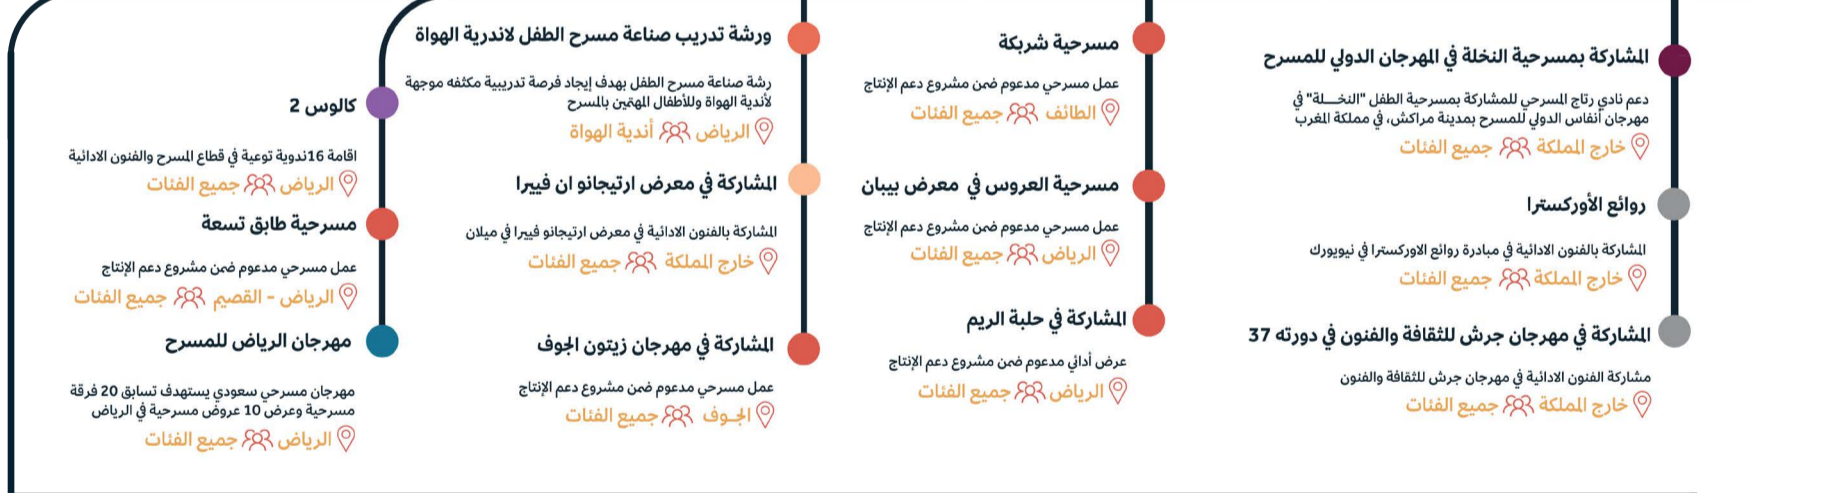 المشاركة بمسرحية النخلة في المهرجان الدولي للمسرح
دعم نادي رتاج المسرحي للمشاركة بمسرحية الطفل "النخـــلة" في
مهرجان أنفاس الدولي للمسرح بمدينة مراكش، في مملكة المغرب
خارج المملكة جميع الفئات
روائع الأوركسترا
المشاركة بالفنون الادائية في مبادرة روائع الاوركسترا في نيويورك
خارج المملكة جميع الفئات
المشاركة في مهرجان جرش للثقافة والفنون في دورته 37
مشاركة الفنون الادائية في مهرجان جرش للثقافة والفنون
خارج المملكة جميع الفئات
مسرحية شربكة
عمل مسرحي مدعوم ضمن مشروع دعم الإنتاج
الطائف جميع الفئات
مسرحية العروس في معرض بيبان
عمل مسرحي مدعوم ضمن مشروع دعم الإنتاج
الرياض جميع الفئات
المشاركة في حلبة الريم
عرض أدائي مدعوم ضمن مشروع دعم الإنتاج
الرياض جميع الفئات
ورشة تدريب صناعة مسرح الطفل لاندرية الهواة
رشة صناعة مسرح الطفل بهدف إيجاد فرصة تدريبية مكثفه موجهة
لأندية الهواة وللأطفال المهتمين بالمسرح
الرياض أندية الهواة
المشاركة في معرض ارتيجانو ان فييرا
المشاركة بالفنون الادائية في معرض ارتيجانو فييرا في ميلان
خارج المملكة جميع الفئات
المشاركة في مهرجان زيتون الجوف
عمل مسرحي مدعوم ضمن مشروع دعم الإنتاج
الجـوف جميع الفئات
كالوس 2
اقامة 16ندوية توعية في قطاع المسرح والفنون الادائية
الرياض جميع الفئات
مسرحية طابق تسعة
عمل مسرحي مدعوم ضمن مشروع دعم الإنتاج
الرياض - القصيم جميع الفئات
مهرجان الرياض للمسرح
مهرجان مسرحي سعودي يستهدف تسابق 20 فرقة
مسرحية وعرض 10 عروض مسرحية في الرياض
الرياض جميع الفئات